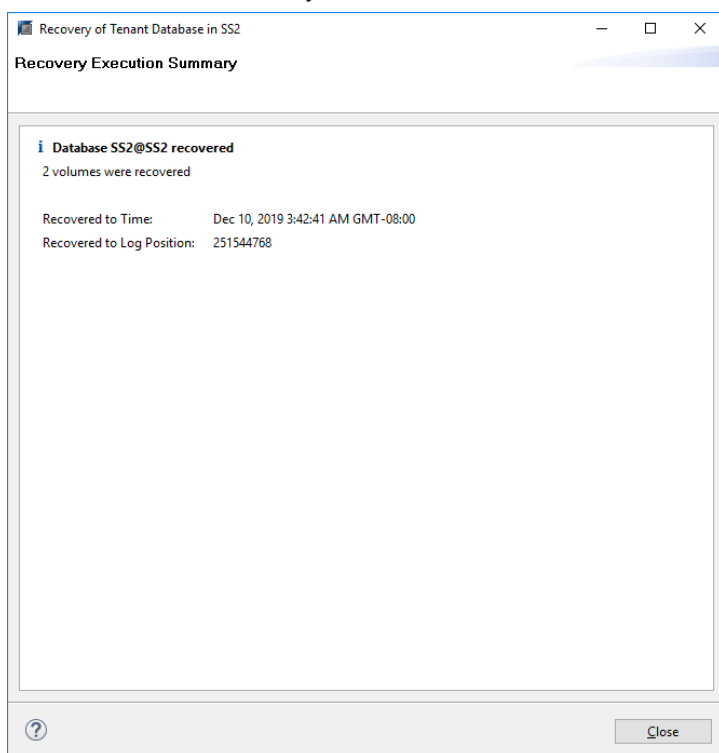 Recovery of Tenant Database in SS2
Recovery Execution Summary
Database SS2@SS2 recovered
2 volumes were recovered
Recovered to Time: Dec 10, 2019 3:42:41 AM GMT-08:00
Recovered to Log Position: 251544768
Close